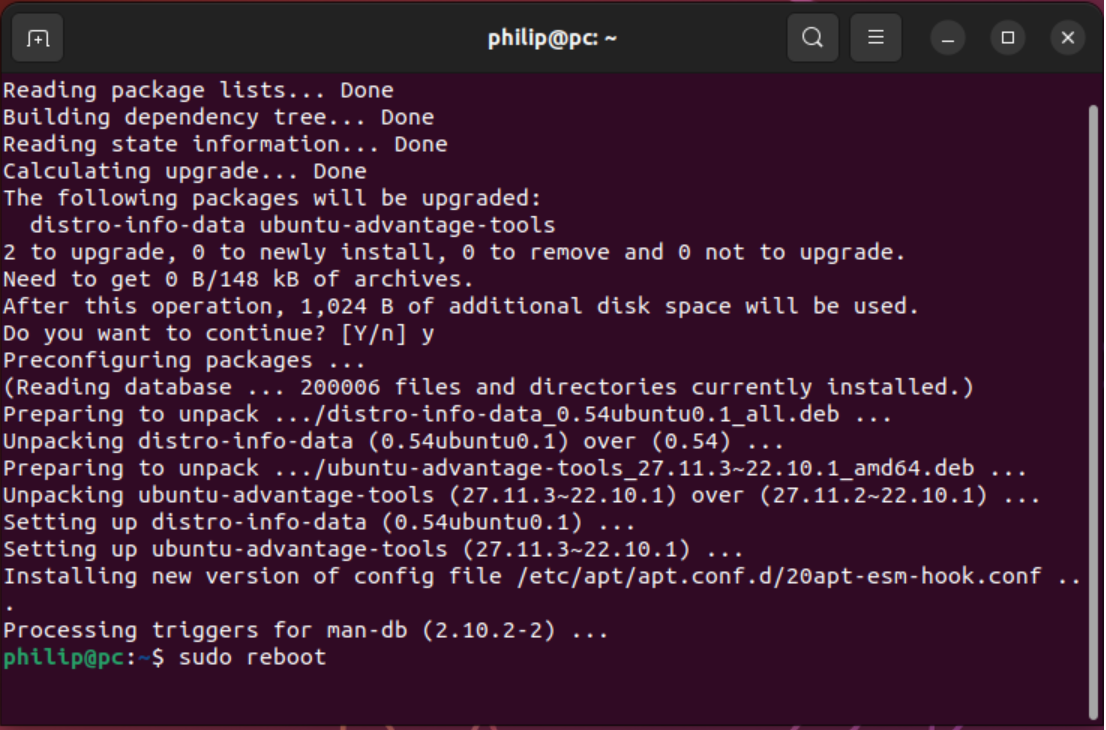 philip@pc: ~
Reading package lists... Done
Building dependency tree... Done
Reading state information... Done
Calculating upgrade... Done
The following packages will be upgraded:
  distro-info-data ubuntu-advantage-tools
2 to upgrade, 0 to newly install, 0 to remove and 0 not to upgrade.
Need to get 0 B/148 kB of archives.
After this operation, 1,024 B of additional disk space will be used.
Do you want to continue? [Y/n] y
Preconfiguring packages ...
(Reading database ... 200006 files and directories currently installed.)
Preparing to unpack .../distro-info-data_0.54ubuntu0.1_all.deb ...
Unpacking distro-info-data (0.54ubuntu0.1) over (0.54) ...
Preparing to unpack .../ubuntu-advantage-tools_27.11.3~22.10.1_amd64.deb ...
Unpacking ubuntu-advantage-tools (27.11.3~22.10.1) over (27.11.2~22.10.1) ...
Setting up distro-info-data (0.54ubuntu0.1) ...
Setting up ubuntu-advantage-tools (27.11.3~22.10.1) ...
Installing new version of config file /etc/apt/apt.conf.d/20apt-esm-hook.conf ..
.
Processing triggers for man-db (2.10.2-2) ...
philip@pc:~$ sudo reboot